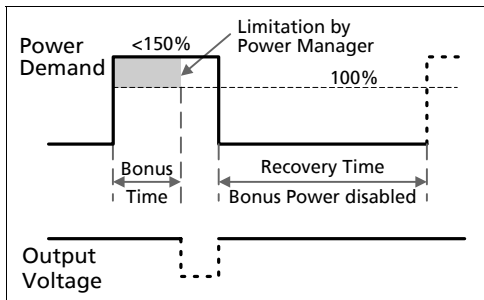 Power
Demand
<150%
Limitation by
Power Manager
100%
Bonus
Time
Recovery Time
Bonus Power disabled
Output
Voltage